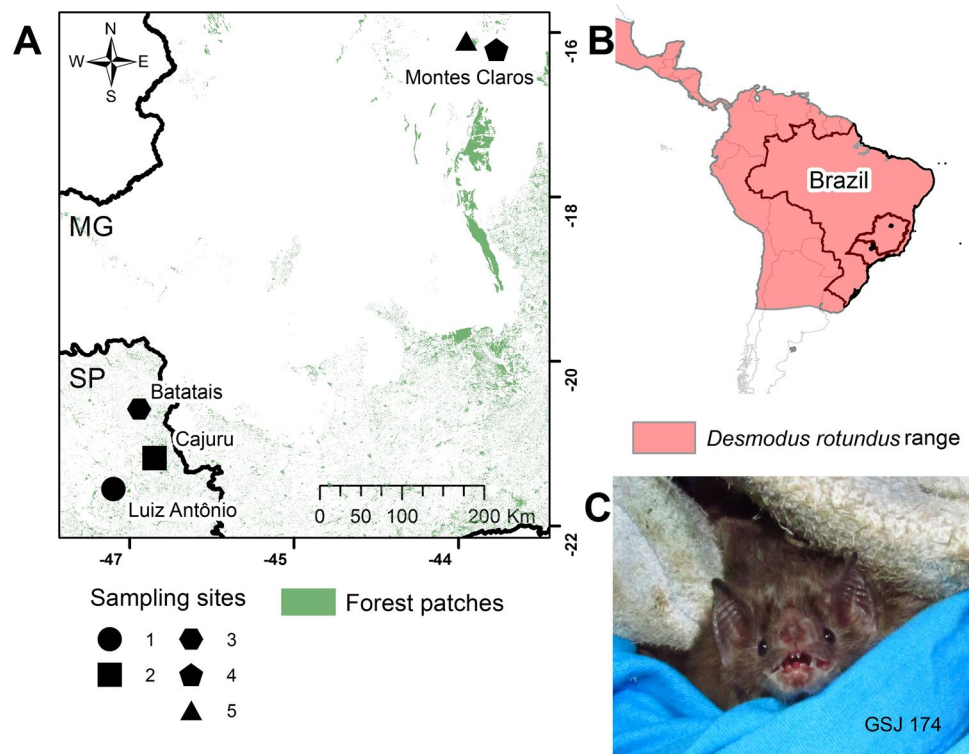 A
N
W E
S
Montes Claros
MG
SP
Batatais
Cajuru
Luiz Antônio
0 50 100 200 Km
-16
-18
-20
-22
-47 -45 -44
Sampling sites
1 3
2 4
5
Forest patches
B
Brazil
Desmodus rotundus range
C
GSJ 174